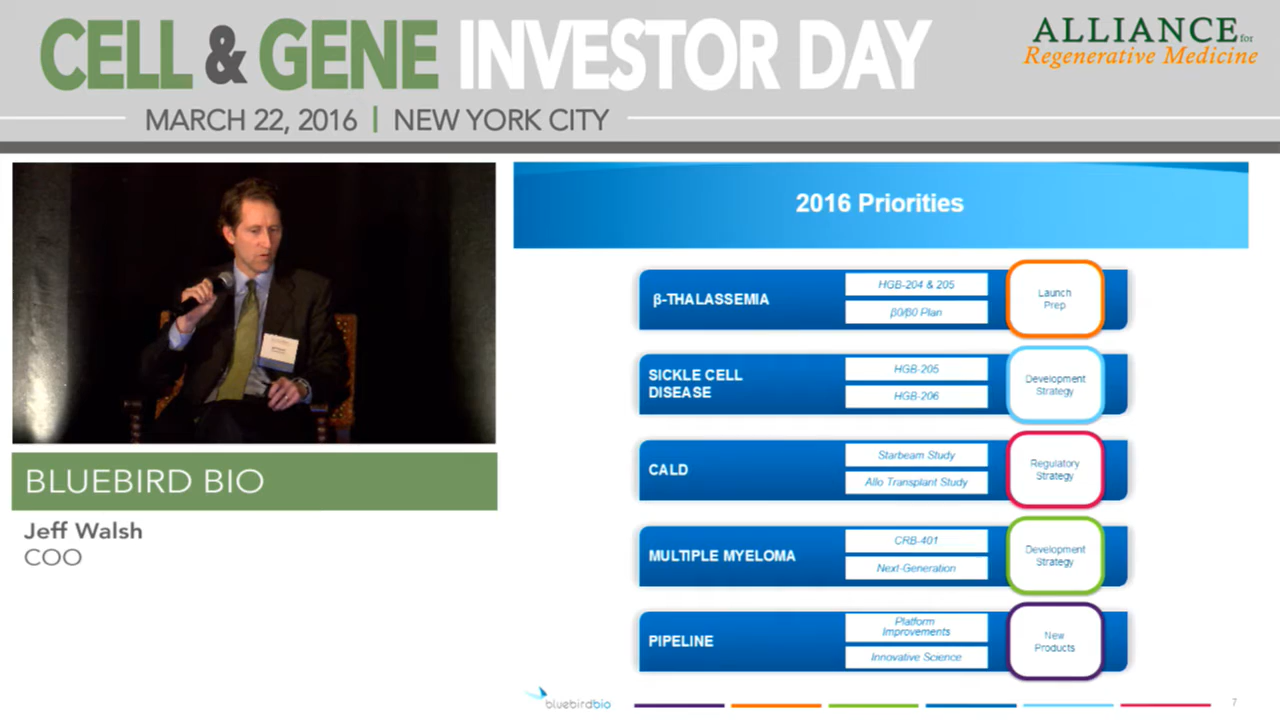 CELL & GENE INVESTOR DAY
MARCH 22, 2016 | NEW YORK CITY
ALLIANCE for
Regenerative Medicine
BLUEBIRD BIO
Jeff Walsh
COO
2016 Priorities
β-THALASSEMIA
HGB-204 & 205
β0/β0 Plan
Launch
Prep
SICKLE CELL
DISEASE
HGB-205
HGB-206
Development
Strategy
CALD
Starbeam Study
Allo Transplant Study
Regulatory
Strategy
MULTIPLE MYELOMA
CRB-401
Next-Generation
Development
Strategy
PIPELINE
Platform
Improvements
Innovative Science
New
Products
bluebirdbio
7